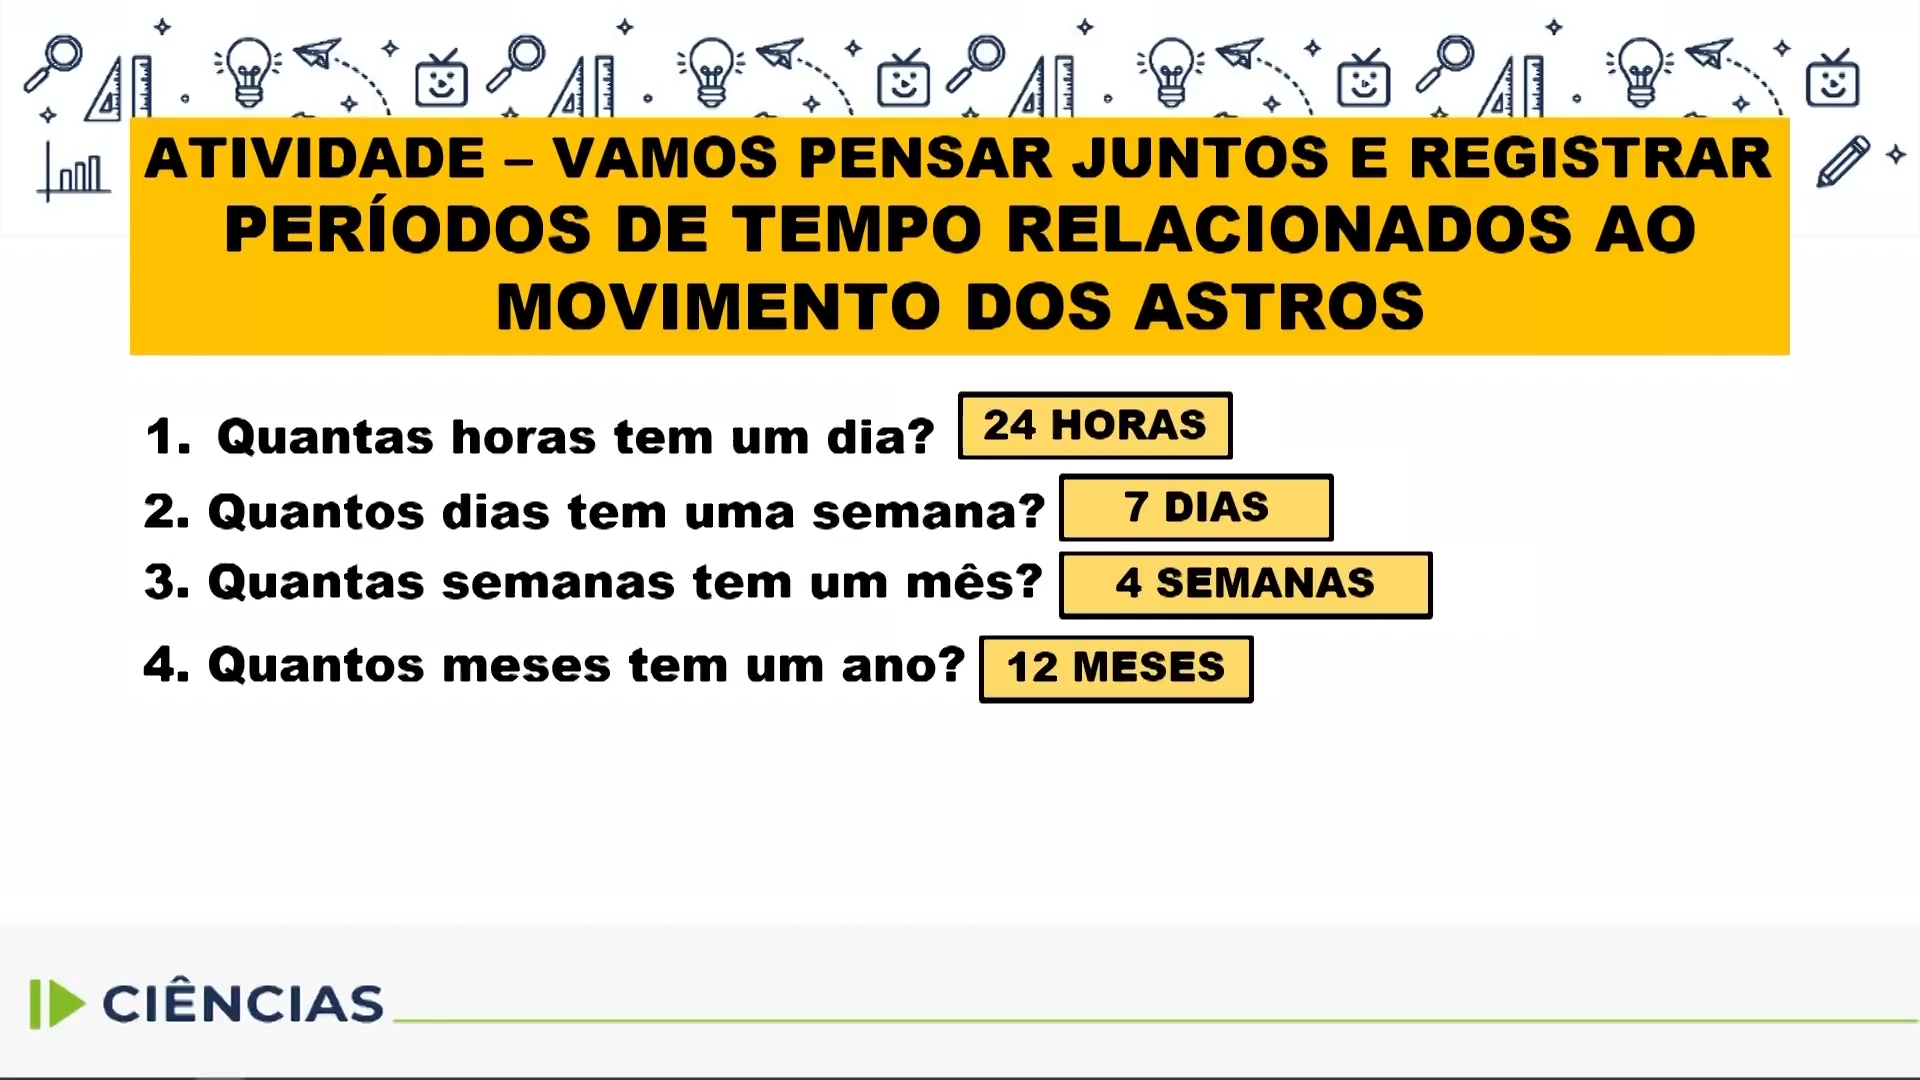 ATIVIDADE – VAMOS PENSAR JUNTOS E REGISTRAR
PERÍODOS DE TEMPO RELACIONADOS AO
MOVIMENTO DOS ASTROS
1. Quantas horas tem um dia? 24 HORAS
2. Quantos dias tem uma semana? 7 DIAS
3. Quantas semanas tem um mês? 4 SEMANAS
4. Quantos meses tem um ano? 12 MESES
CIÊNCIAS